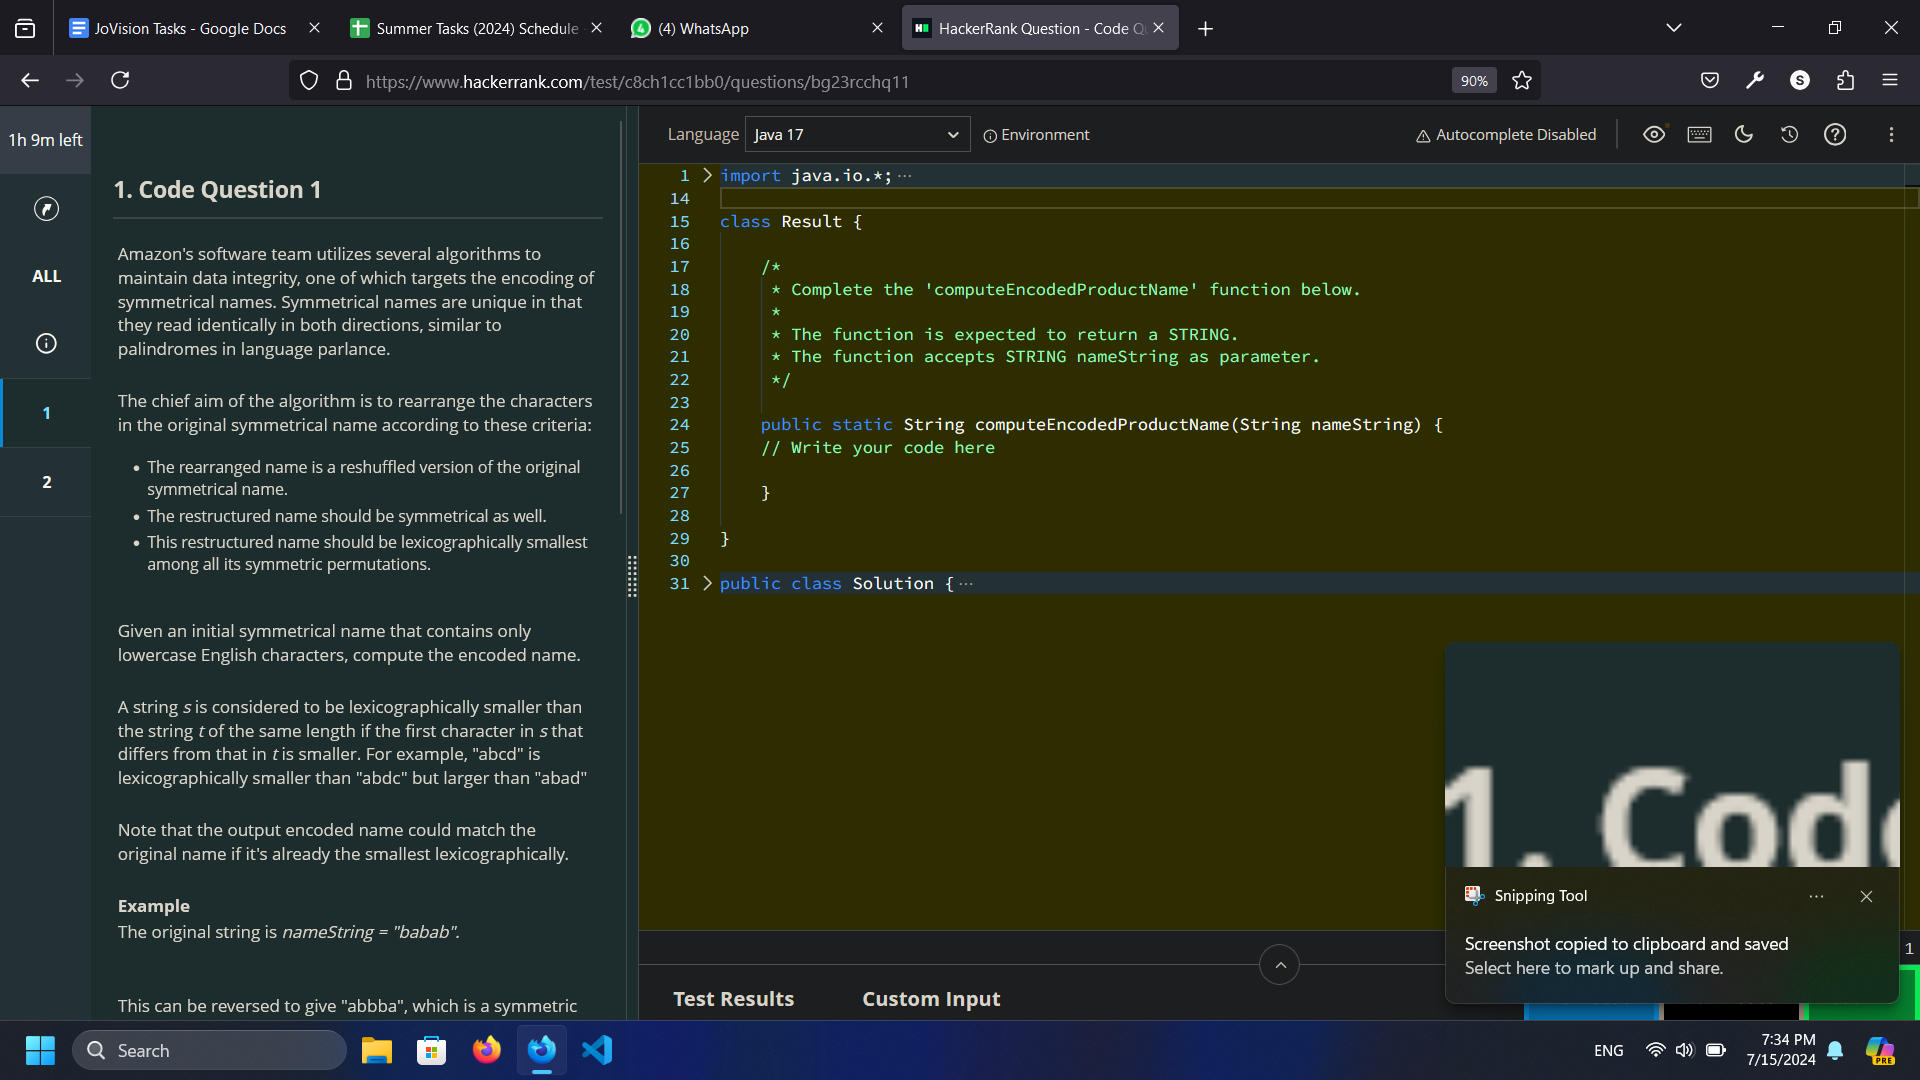 JoVision Tasks - Google Docs
Summer Tasks (2024) Schedule
(4) WhatsApp
HackerRank Question - Code Qu
https://www.hackerrank.com/test/c8ch1cc1bb0/questions/bg23rcchq11
90%
S
1h 9m left
ALL
1
2
1. Code Question 1
Amazon's software team utilizes several algorithms to
maintain data integrity, one of which targets the encoding of
symmetrical names. Symmetrical names are unique in that
they read identically in both directions, similar to
palindromes in language parlance.
The chief aim of the algorithm is to rearrange the characters
in the original symmetrical name according to these criteria:
• The rearranged name is a reshuffled version of the original
symmetrical name.
• The restructured name should be symmetrical as well.
• This restructured name should be lexicographically smallest
among all its symmetric permutations.
Given an initial symmetrical name that contains only
lowercase English characters, compute the encoded name.
A string s is considered to be lexicographically smaller than
the string t of the same length if the first character in s that
differs from that in t is smaller. For example, "abcd" is
lexicographically smaller than "abdc" but larger than "abad"
Note that the output encoded name could match the
original name if it's already the smallest lexicographically.
Example
The original string is nameString = "babab".
This can be reversed to give "abbba", which is a symmetric
Language Java 17 Environment
Autocomplete Disabled
1 import java.io.*; ...
14
15 class Result {
16
17 /*
18 * Complete the 'computeEncodedProductName' function below.
19 *
20 * The function is expected to return a STRING.
21 * The function accepts STRING nameString as parameter.
22 */
23
24 public static String computeEncodedProductName(String nameString) {
25 // Write your code here
26
27 }
28
29 }
30
31 public class Solution { ...
Test Results Custom Input
1. Cod
Snipping Tool
Screenshot copied to clipboard and saved
Select here to mark up and share.
1
Search
ENG
7:34 PM
7/15/2024
PRE